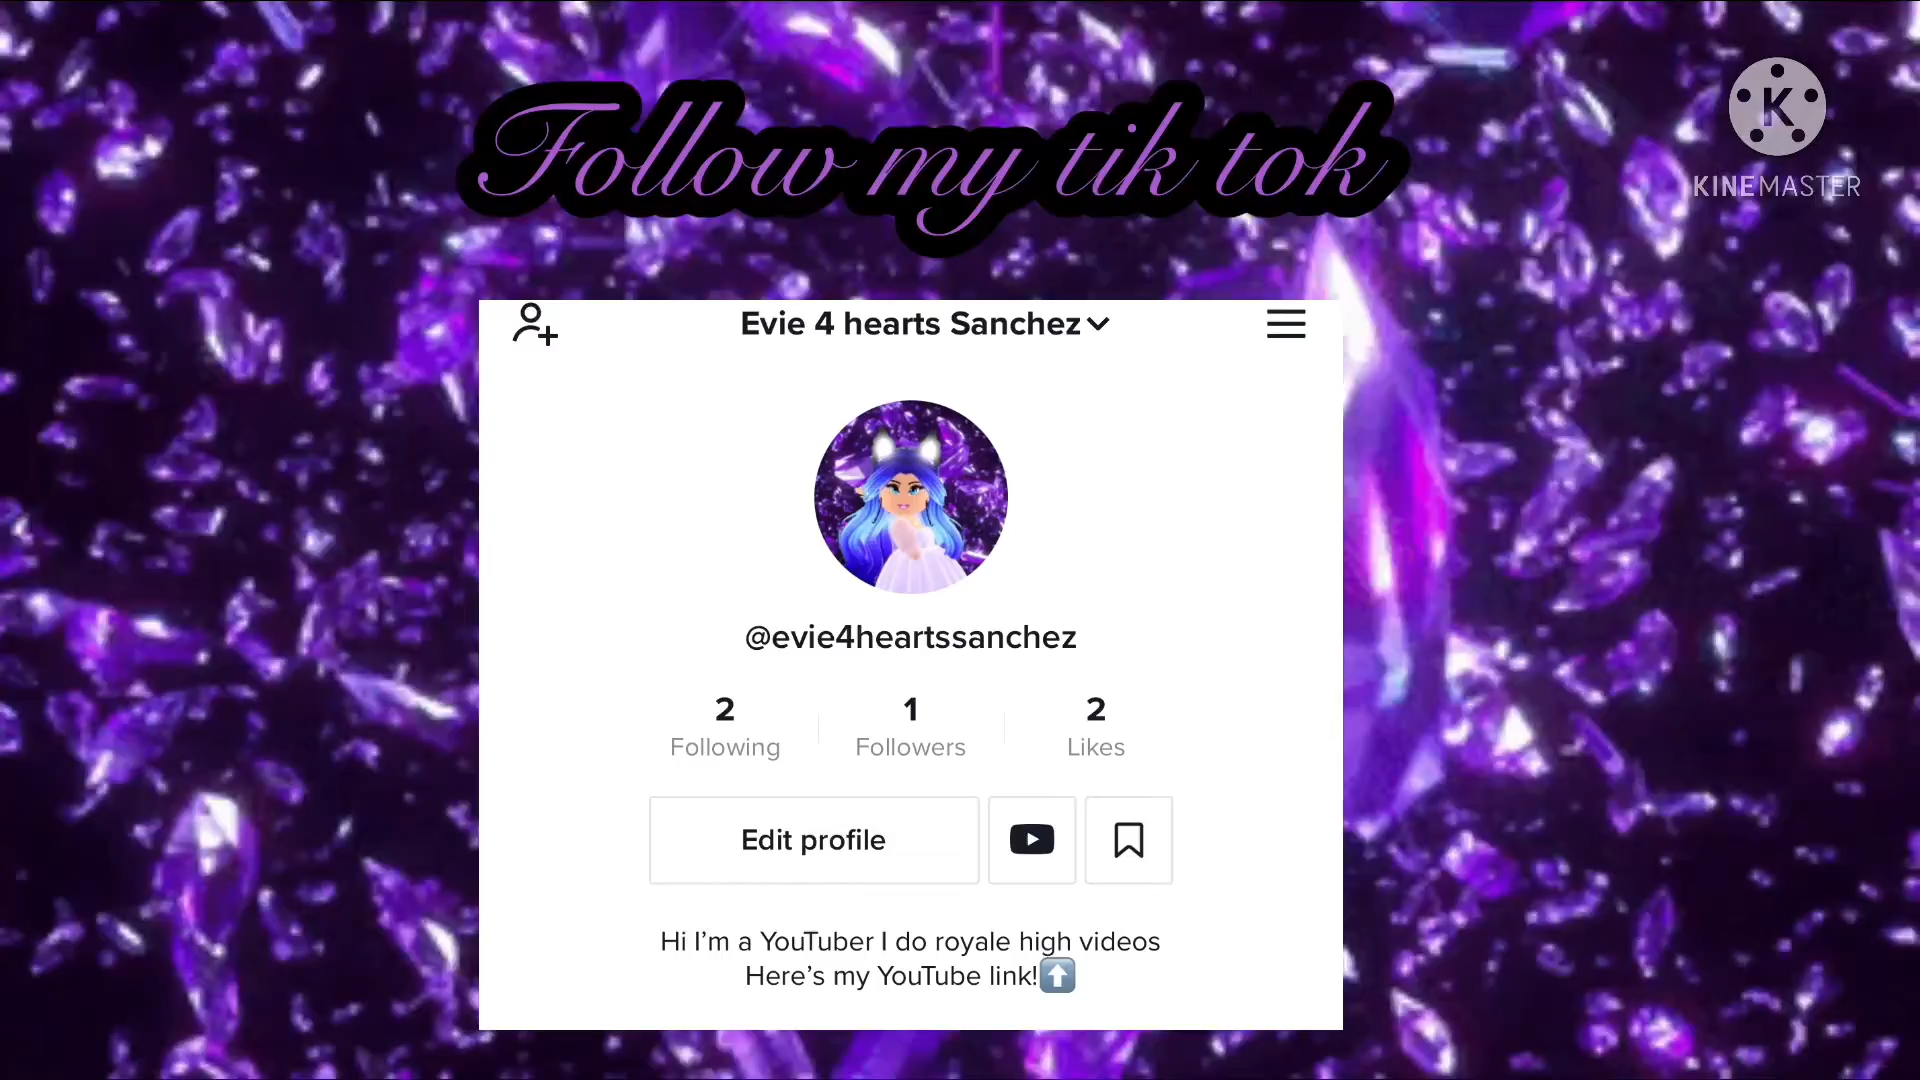 Follow my tik tok
K
KINEMASTER
Evie 4 hearts Sanchez
@evie4heartssanchez
2 1 2
Following Followers Likes
Edit profile
Hi I'm a YouTuber I do royale high videos
Here's my YouTube link!⬆️